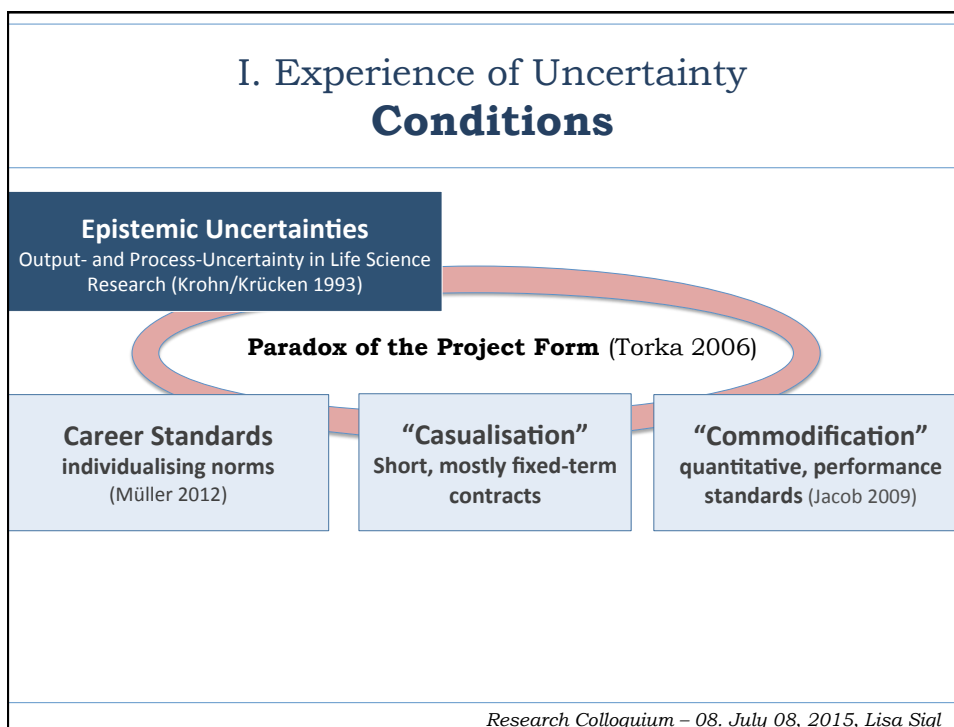 I. Experience of Uncertainty
Conditions
Epistemic Uncertainties
Output- and Process-Uncertainty in Life Science
Research (Krohn/Krücken 1993)
Paradox of the Project Form (Torka 2006)
Career Standards
individualising norms
(Müller 2012)
“Casualisation”
Short, mostly fixed-term
contracts
“Commodification”
quantitative, performance
standards (Jacob 2009)
Research Colloquium – 08. July 08, 2015, Lisa Sigl